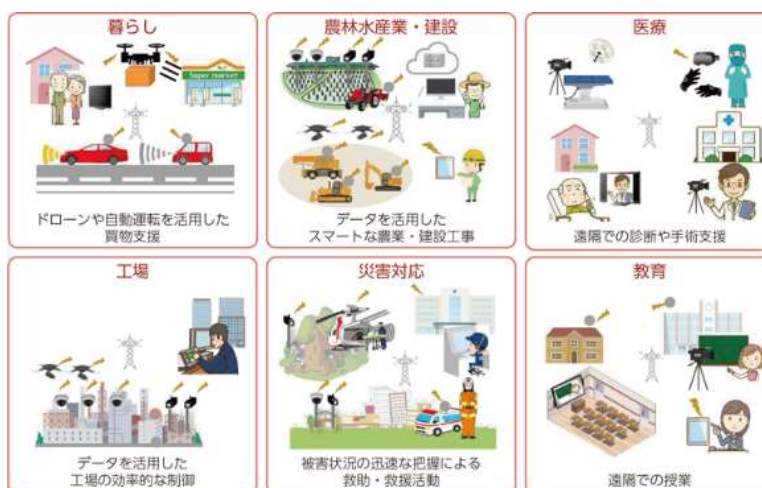 暮らし
Super market
ドローンや自動運転を活用した
買物支援
農林水産業・建設
データを活用した
スマートな農業・建設工事
医療
遠隔での診断や手術支援
工場
データを活用した
工場の効率的な制御
災害対応
被害状況の迅速な把握による
救助・救援活動
教育
遠隔での授業